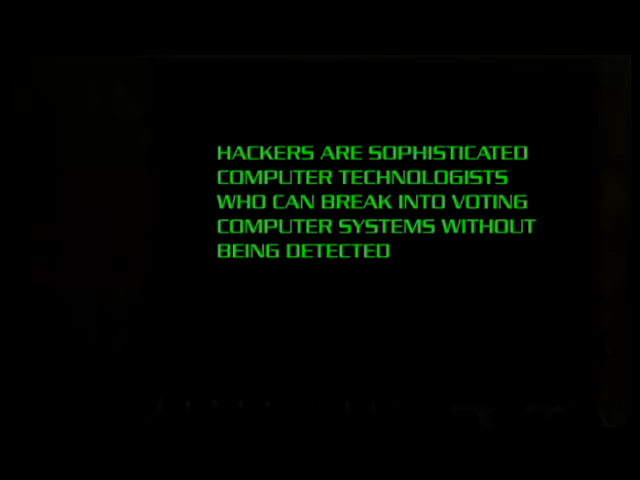 HACKERS ARE SOPHISTICATED
COMPUTER TECHNOLOGISTS
WHO CAN BREAK INTO VOTING
COMPUTER SYSTEMS WITHOUT
BEING DETECTED